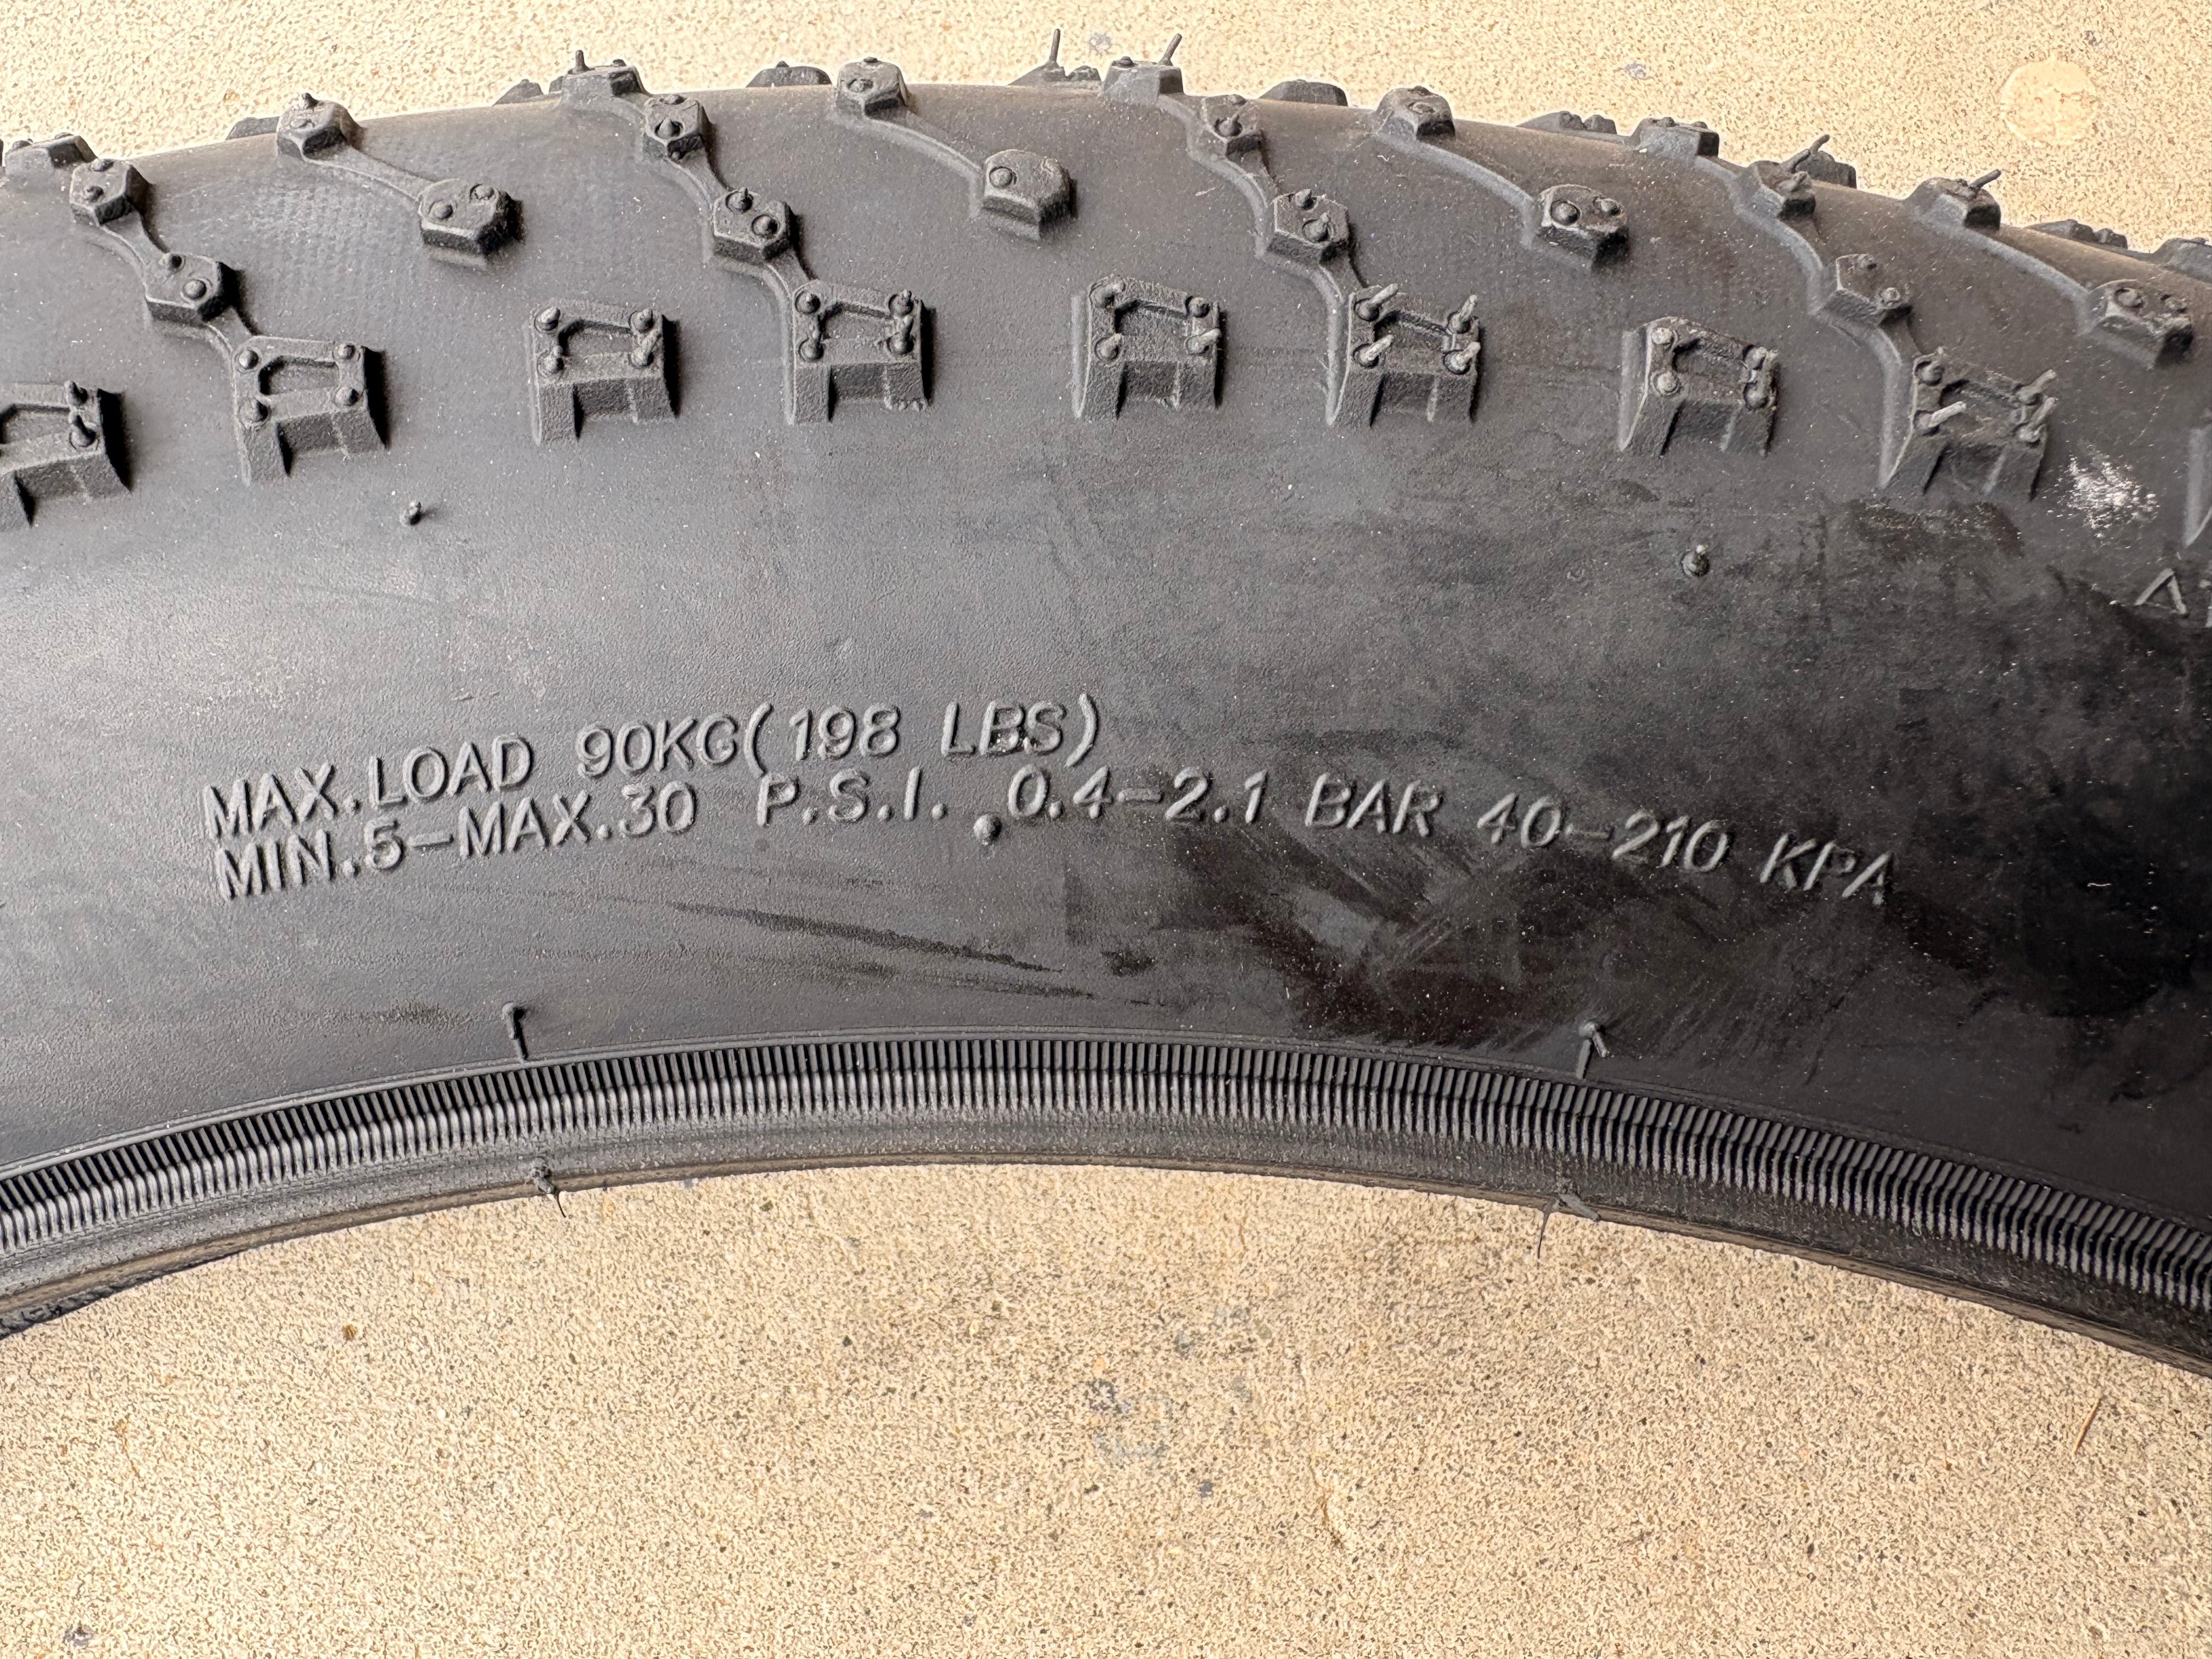 MAX.LOAD 90KG(198 LBS)
MIN.5-MAX.30 P.S.I. 0.4-2.1 BAR 40-210 KPA